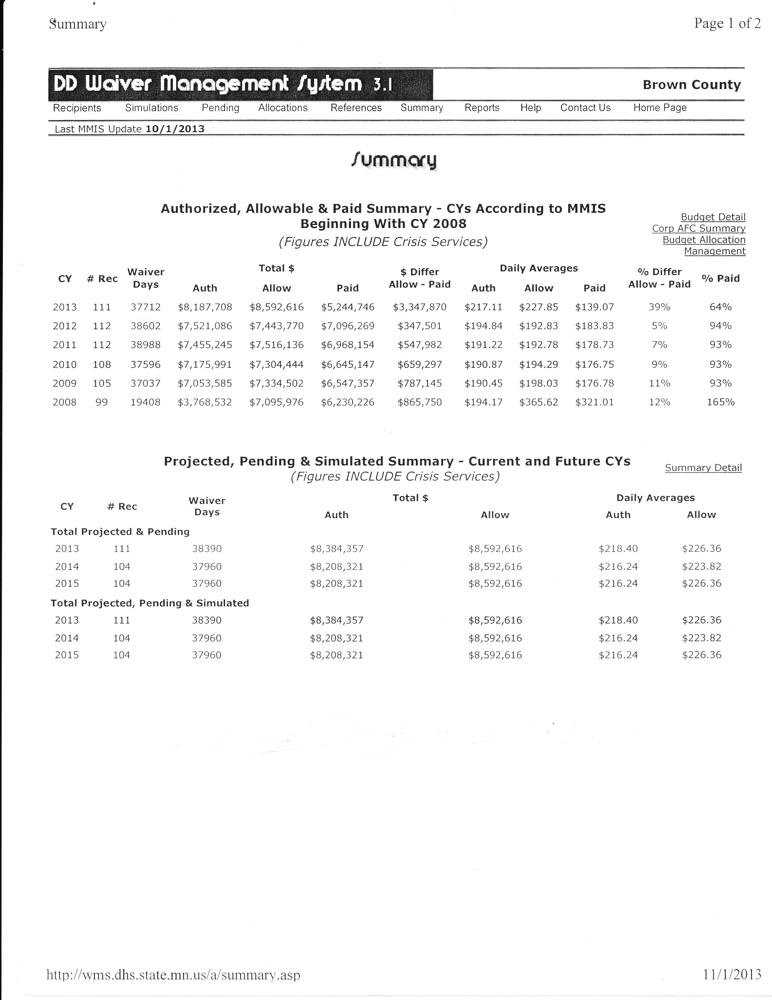 Summary Page 1 of 2
DD Waiver Management System 3.1 Brown County
Recipients Simulations Pending Allocations References Summary Reports Help Contact Us Home Page
Last MMIS Update 10/1/2013
Summary
Authorized, Allowable & Paid Summary - CYs According to MMIS
Beginning With CY 2008
(Figures INCLUDE Crisis Services)
Budget Detail
Corp AFC Summary
Budget Allocation
Management
CY # Rec Waiver Days Total $ $ Differ Allow - Paid Daily Averages % Differ Allow - Paid % Paid
Auth Allow Paid Auth Allow Paid
2013 111 37712 $8,187,708 $8,592,616 $5,244,746 $3,347,870 $217.11 $227.85 $139.07 39% 64%
2012 112 38602 $7,521,086 $7,443,770 $7,096,269 $347,501 $194.84 $192.83 $183.83 5% 94%
2011 112 38988 $7,455,245 $7,516,136 $6,968,154 $547,982 $191.22 $192.78 $178.73 7% 93%
2010 108 37596 $7,175,991 $7,304,444 $6,645,147 $659,297 $190.87 $194.29 $176.75 9% 93%
2009 105 37037 $7,053,585 $7,334,502 $6,547,357 $787,145 $190.45 $198.03 $176.78 11% 93%
2008 99 19408 $3,768,532 $7,095,976 $6,230,226 $865,750 $194.17 $365.62 $321.01 12% 165%
Projected, Pending & Simulated Summary - Current and Future CYs
(Figures INCLUDE Crisis Services)
Summary Detail
CY # Rec Waiver Days Total $ Daily Averages
Auth Allow Auth Allow
Total Projected & Pending
2013 111 38390 $8,384,357 $8,592,616 $218.40 $226.36
2014 104 37960 $8,208,321 $8,592,616 $216.24 $223.82
2015 104 37960 $8,208,321 $8,592,616 $216.24 $226.36
Total Projected, Pending & Simulated
2013 111 38390 $8,384,357 $8,592,616 $218.40 $226.36
2014 104 37960 $8,208,321 $8,592,616 $216.24 $223.82
2015 104 37960 $8,208,321 $8,592,616 $216.24 $226.36
http://wms.dhs.state.mn.us/a/summary.asp 11/1/2013